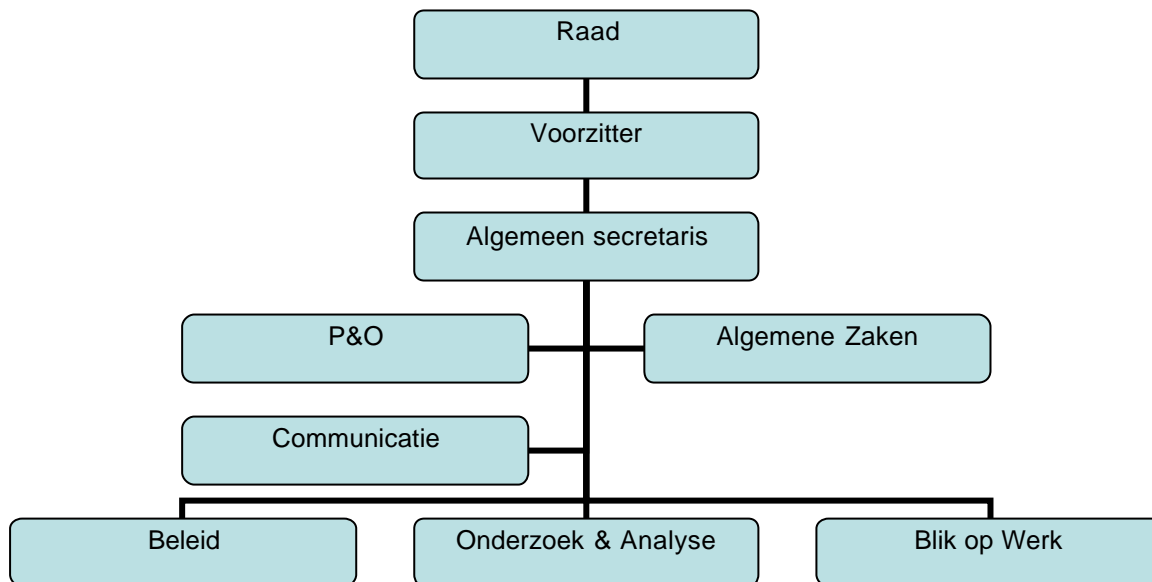 Raad
Voorzitter
Algemeen secretaris
P&O
Algemene Zaken
Communicatie
Beleid
Onderzoek & Analyse
Blik op Werk